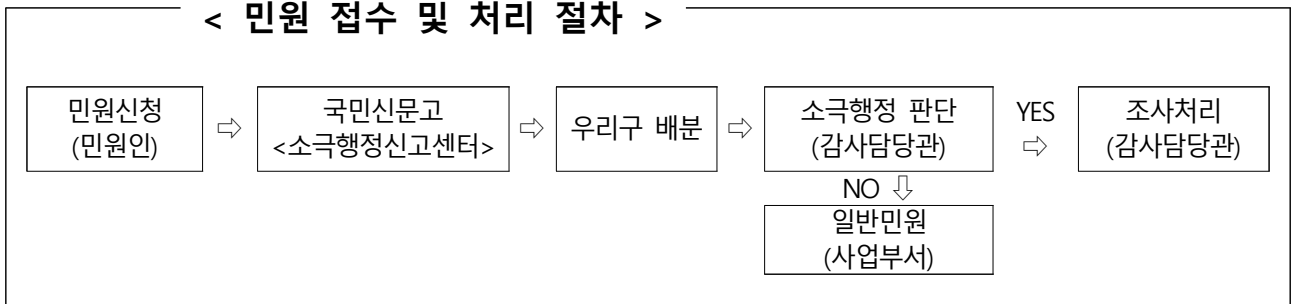 < 민원 접수 및 처리 절차 >
민원신청
(민원인)
⇨
국민신문고
<소극행정신고센터>
⇨
우리구 배분
⇨
소극행정 판단
(감사담당관)
YES
⇨
조사처리
(감사담당관)
NO ⇩
일반민원
(사업부서)